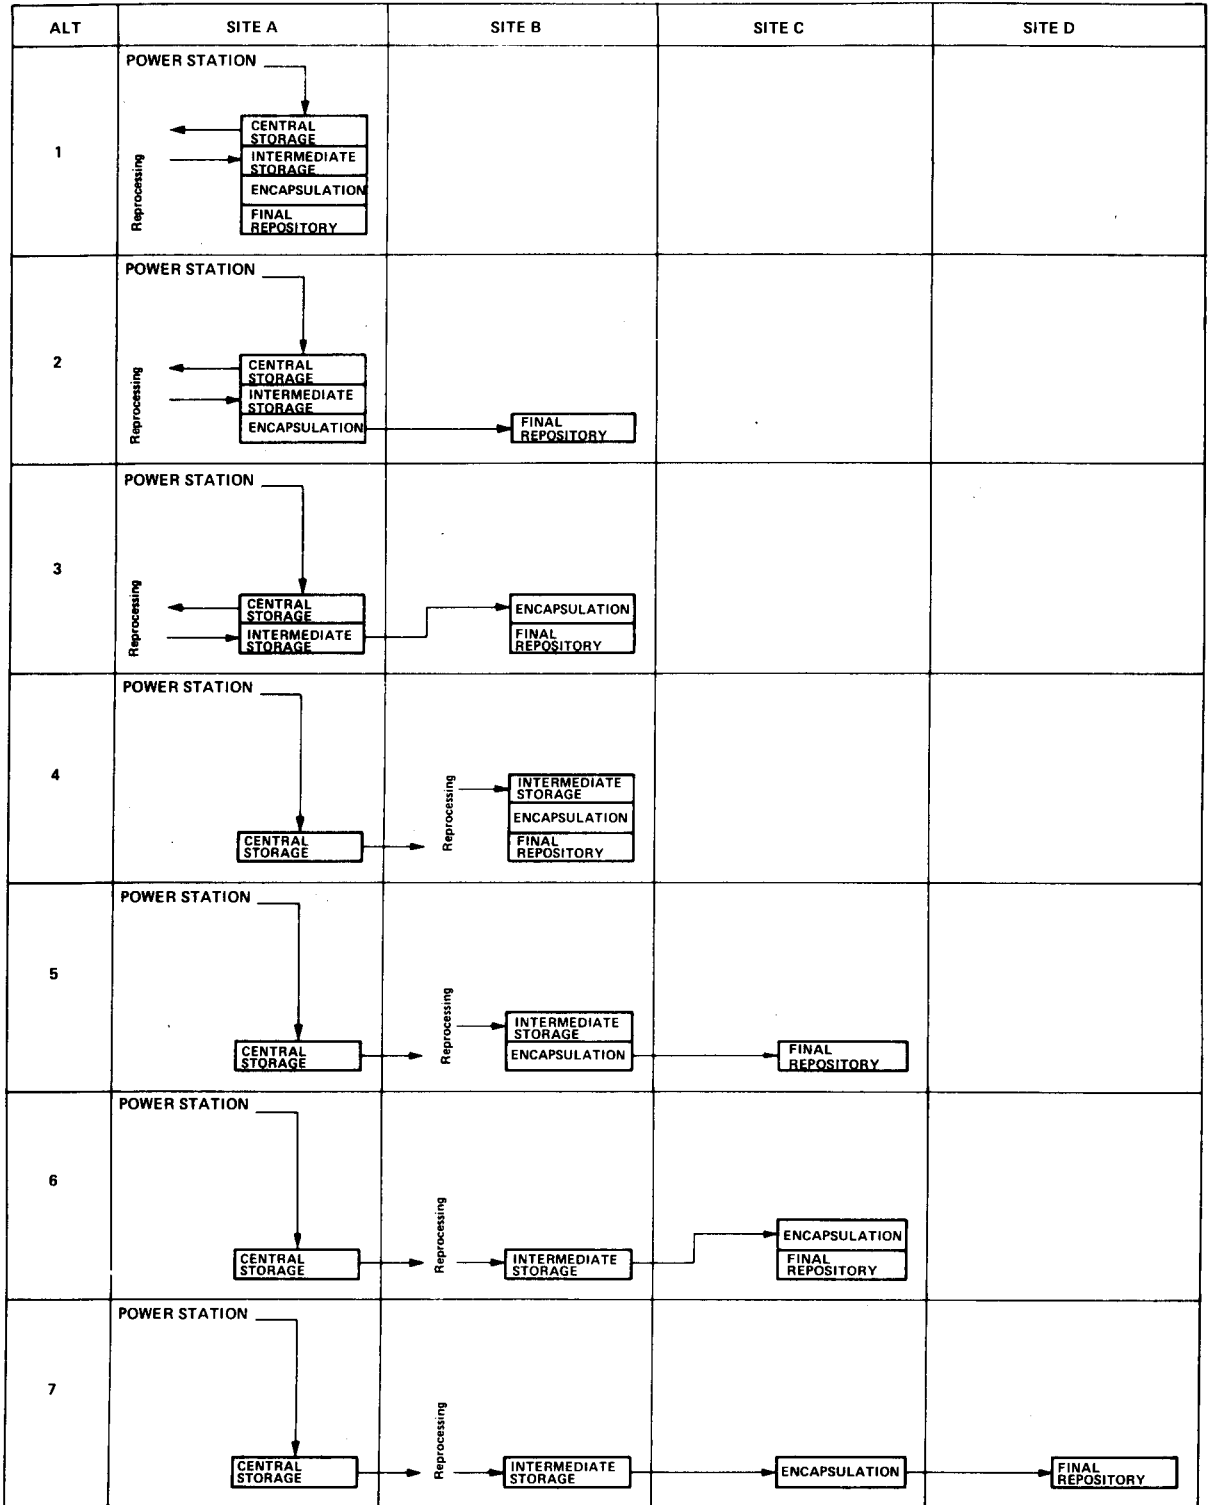 ALT SITE A SITE B SITE C SITE D
1
POWER STATION
Reprocessing
CENTRAL
STORAGE
INTERMEDIATE
STORAGE
ENCAPSULATION
FINAL
REPOSITORY
2
POWER STATION
Reprocessing
CENTRAL
STORAGE
INTERMEDIATE
STORAGE
ENCAPSULATION
FINAL
REPOSITORY
3
POWER STATION
Reprocessing
CENTRAL
STORAGE
INTERMEDIATE
STORAGE
ENCAPSULATION
FINAL
REPOSITORY
4
POWER STATION
CENTRAL
STORAGE
Reprocessing
INTERMEDIATE
STORAGE
ENCAPSULATION
FINAL
REPOSITORY
5
POWER STATION
CENTRAL
STORAGE
Reprocessing
INTERMEDIATE
STORAGE
ENCAPSULATION
FINAL
REPOSITORY
6
POWER STATION
CENTRAL
STORAGE
Reprocessing
INTERMEDIATE
STORAGE
ENCAPSULATION
FINAL
REPOSITORY
7
POWER STATION
CENTRAL
STORAGE
Reprocessing
INTERMEDIATE
STORAGE
ENCAPSULATION
FINAL
REPOSITORY